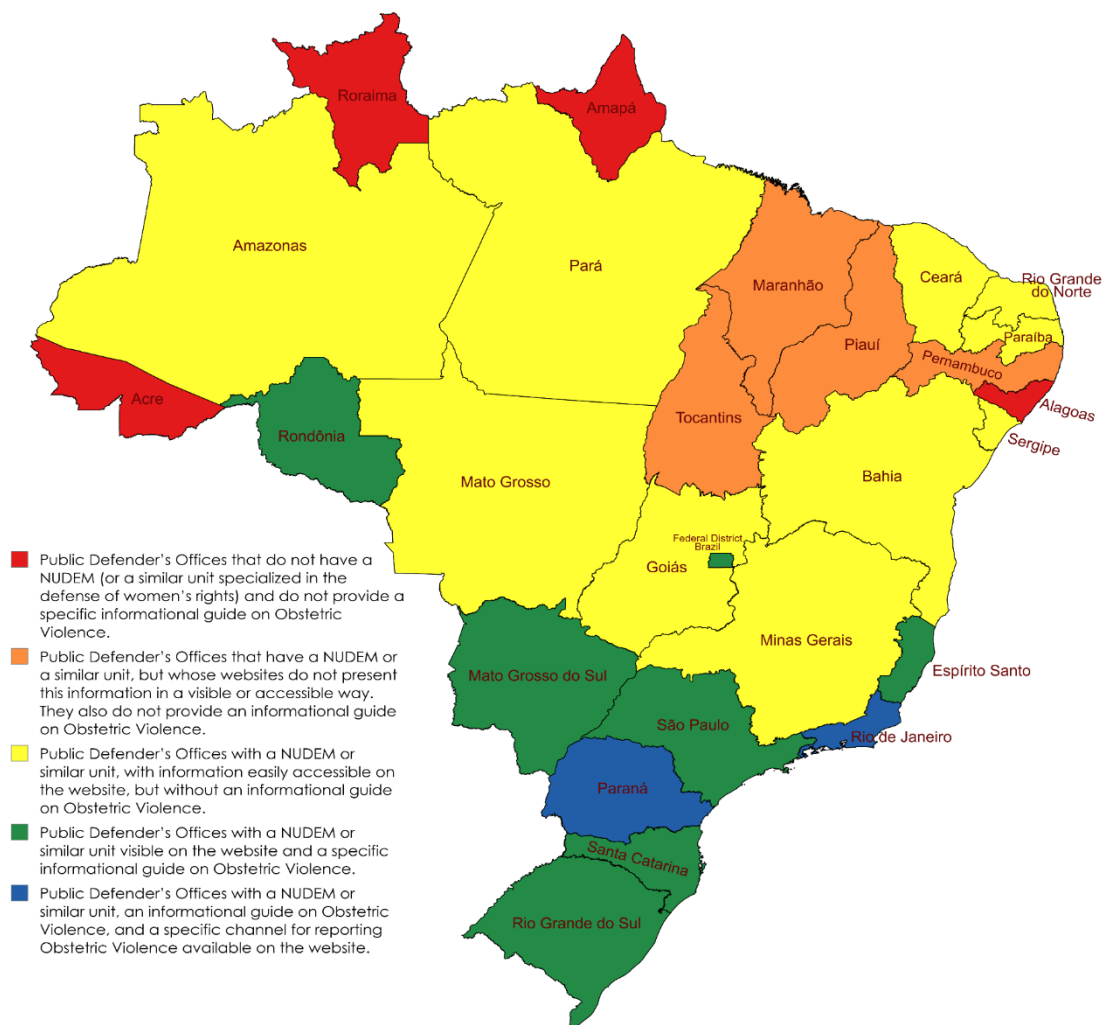 Roraima
Amapá
Amazonas
Pará
Maranhão
Ceará
Rio Grande
do Norte
Paraíba
Piauí
Pernambuco
Acre
Alagoas
Tocantins
Rondônia
Sergipe
Bahia
Mato Grosso
Federal District
Brazil
Goiás
Minas Gerais
Espírito Santo
Mato Grosso do Sul
São Paulo
Rio de Janeiro
Paraná
Santa Catarina
Rio Grande do Sul
Public Defender’s Offices that do not have a
NUDEM (or a similar unit specialized in the
defense of women’s rights) and do not provide a
specific informational guide on Obstetric
Violence.
Public Defender’s Offices that have a NUDEM or
a similar unit, but whose websites do not present
this information in a visible or accessible way.
They also do not provide an informational guide
on Obstetric Violence.
Public Defender’s Offices with a NUDEM or
similar unit, with information easily accessible on
the website, but without an informational guide
on Obstetric Violence.
Public Defender’s Offices with a NUDEM or
similar unit visible on the website and a specific
informational guide on Obstetric Violence.
Public Defender’s Offices with a NUDEM or
similar unit, an informational guide on Obstetric
Violence, and a specific channel for reporting
Obstetric Violence available on the website.